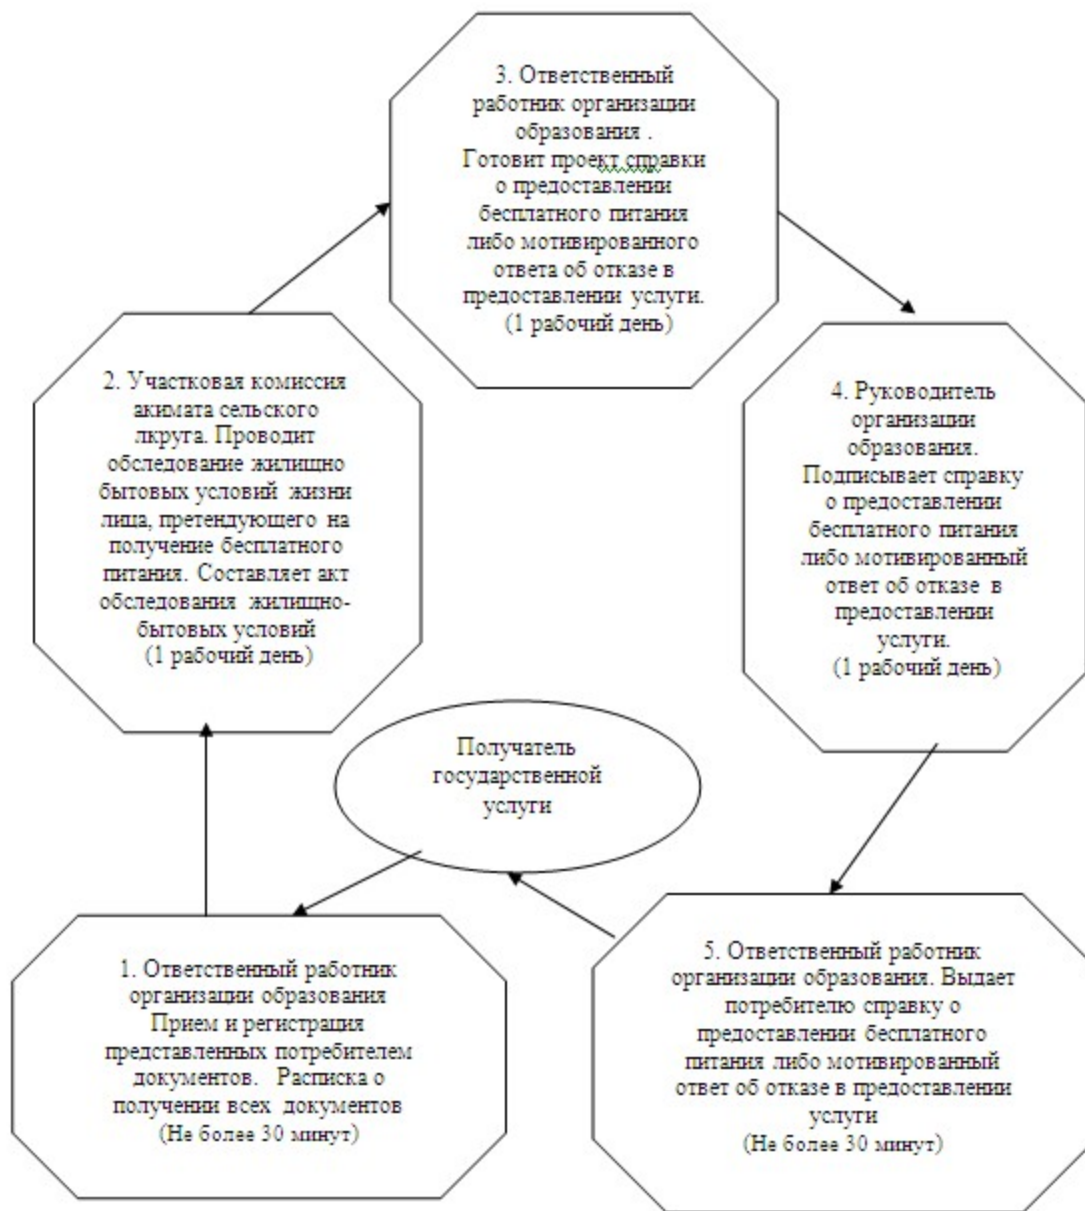 3. Ответственный
работник организации
образования .
Готовит проект справки
о предоставлении
бесплатного питания
либо мотивированного
ответа об отказе в
предоставлении услуги.
(1 рабочий день)
2. Участковая комиссия
акимата сельского
лкруга. Проводит
обследование жилищно
бытовых условий жизни
лица, претендующего на
получение бесплатного
питания. Составляет акт
обследования жилищно-
бытовых условий
(1 рабочий день)
4. Руководитель
организации
образования.
Подписывает справку
о предоставлении
бесплатного питания
либо мотивированный
ответ об отказе в
предоставлении
услуги.
(1 рабочий день)
Получатель
государственной
услуги
1. Ответственный работник
организации образования
Прием и регистрация
представленных потребителем
документов. Расписка о
получении всех документов
(Не более 30 минут)
5. Ответственный работник
организации образования. Выдает
потребителю справку о
предоставлении бесплатного
питания либо мотивированный
ответ об отказе в предоставлении
услуги
(Не более 30 минут)